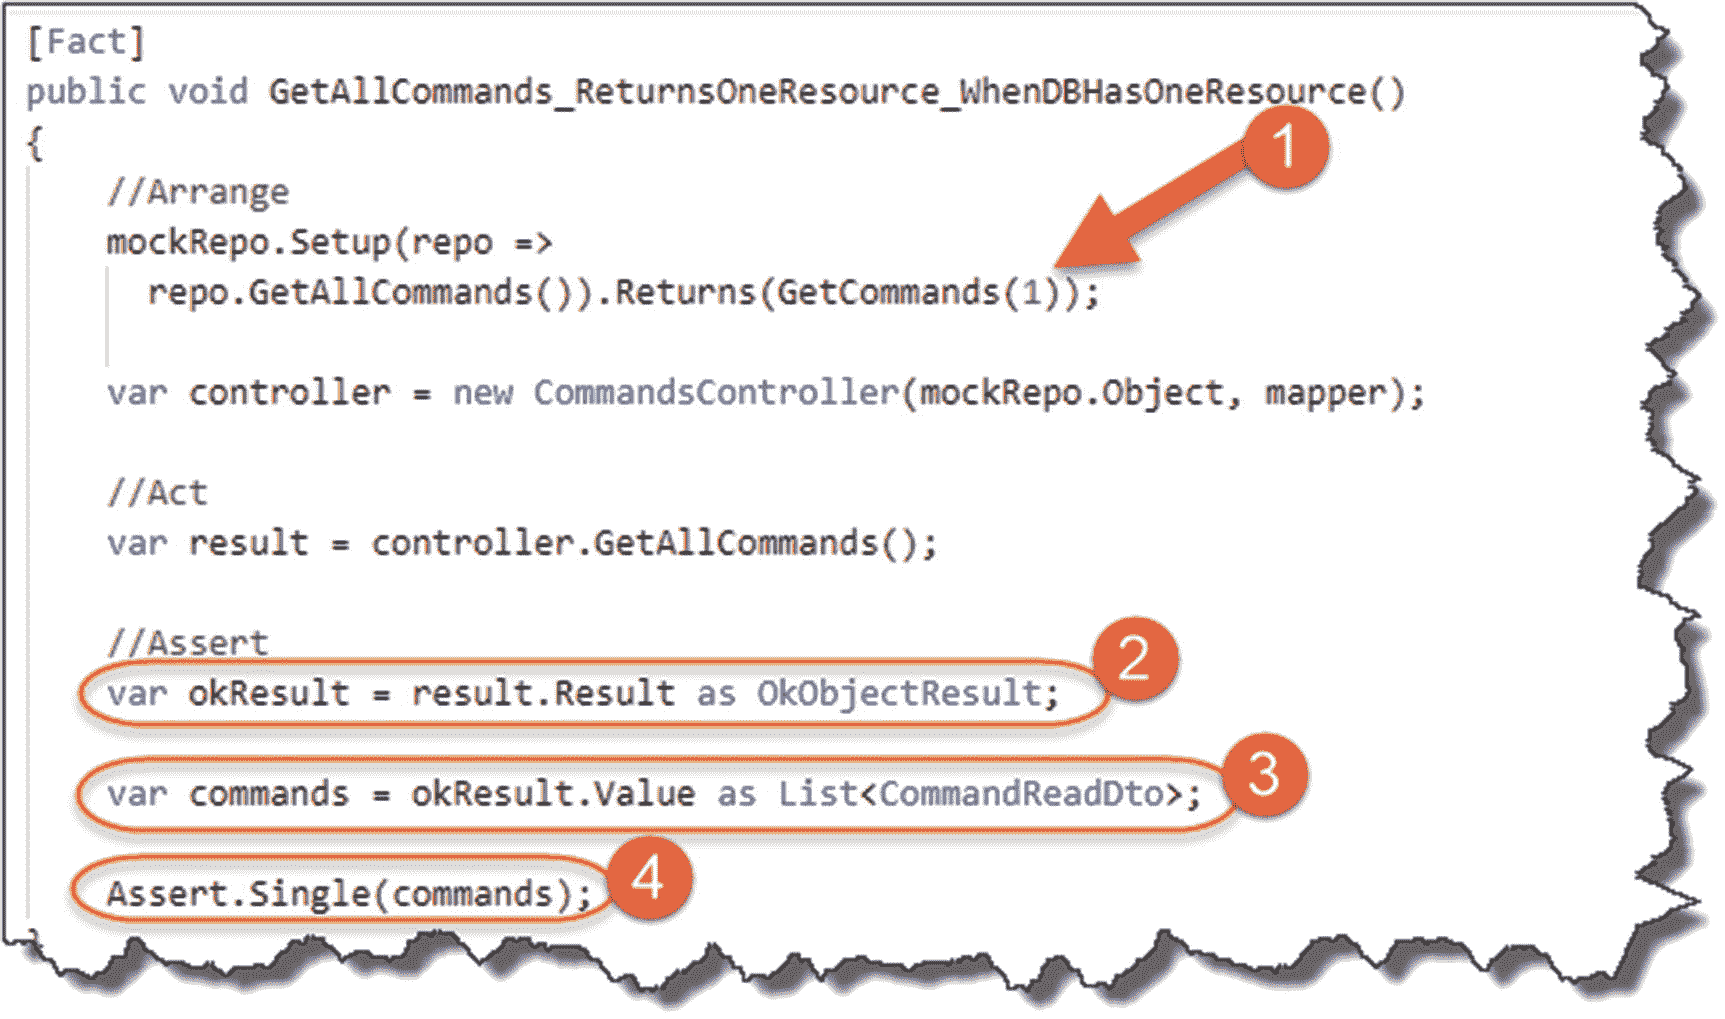 [Fact]
public void GetAllCommands_ReturnsOneResource_WhenDBHasOneResource()
{
1
//Arrange
mockRepo.Setup(repo =>
repo.GetAllCommands()).Returns(GetCommands(1));
var controller = new CommandsController(mockRepo.Object, mapper);
//Act
var result = controller.GetAllCommands();
//Assert
var okResult = result.Result as OkObjectResult;
2
var commands = okResult.Value as List<CommandReadDto>;
3
Assert.Single(commands);
4